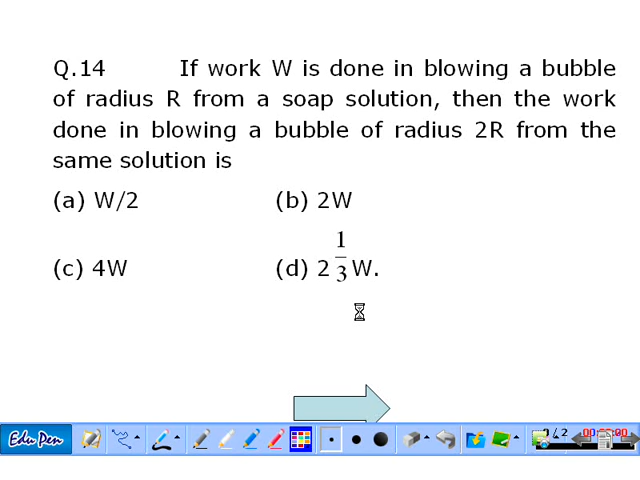 Q.14 If work W is done in blowing a bubble
of radius R from a soap solution, then the work
done in blowing a bubble of radius 2R from the
same solution is
(a) W/2 (b) 2W
(c) 4W (d) 2 1/3 W.
Edu Pen